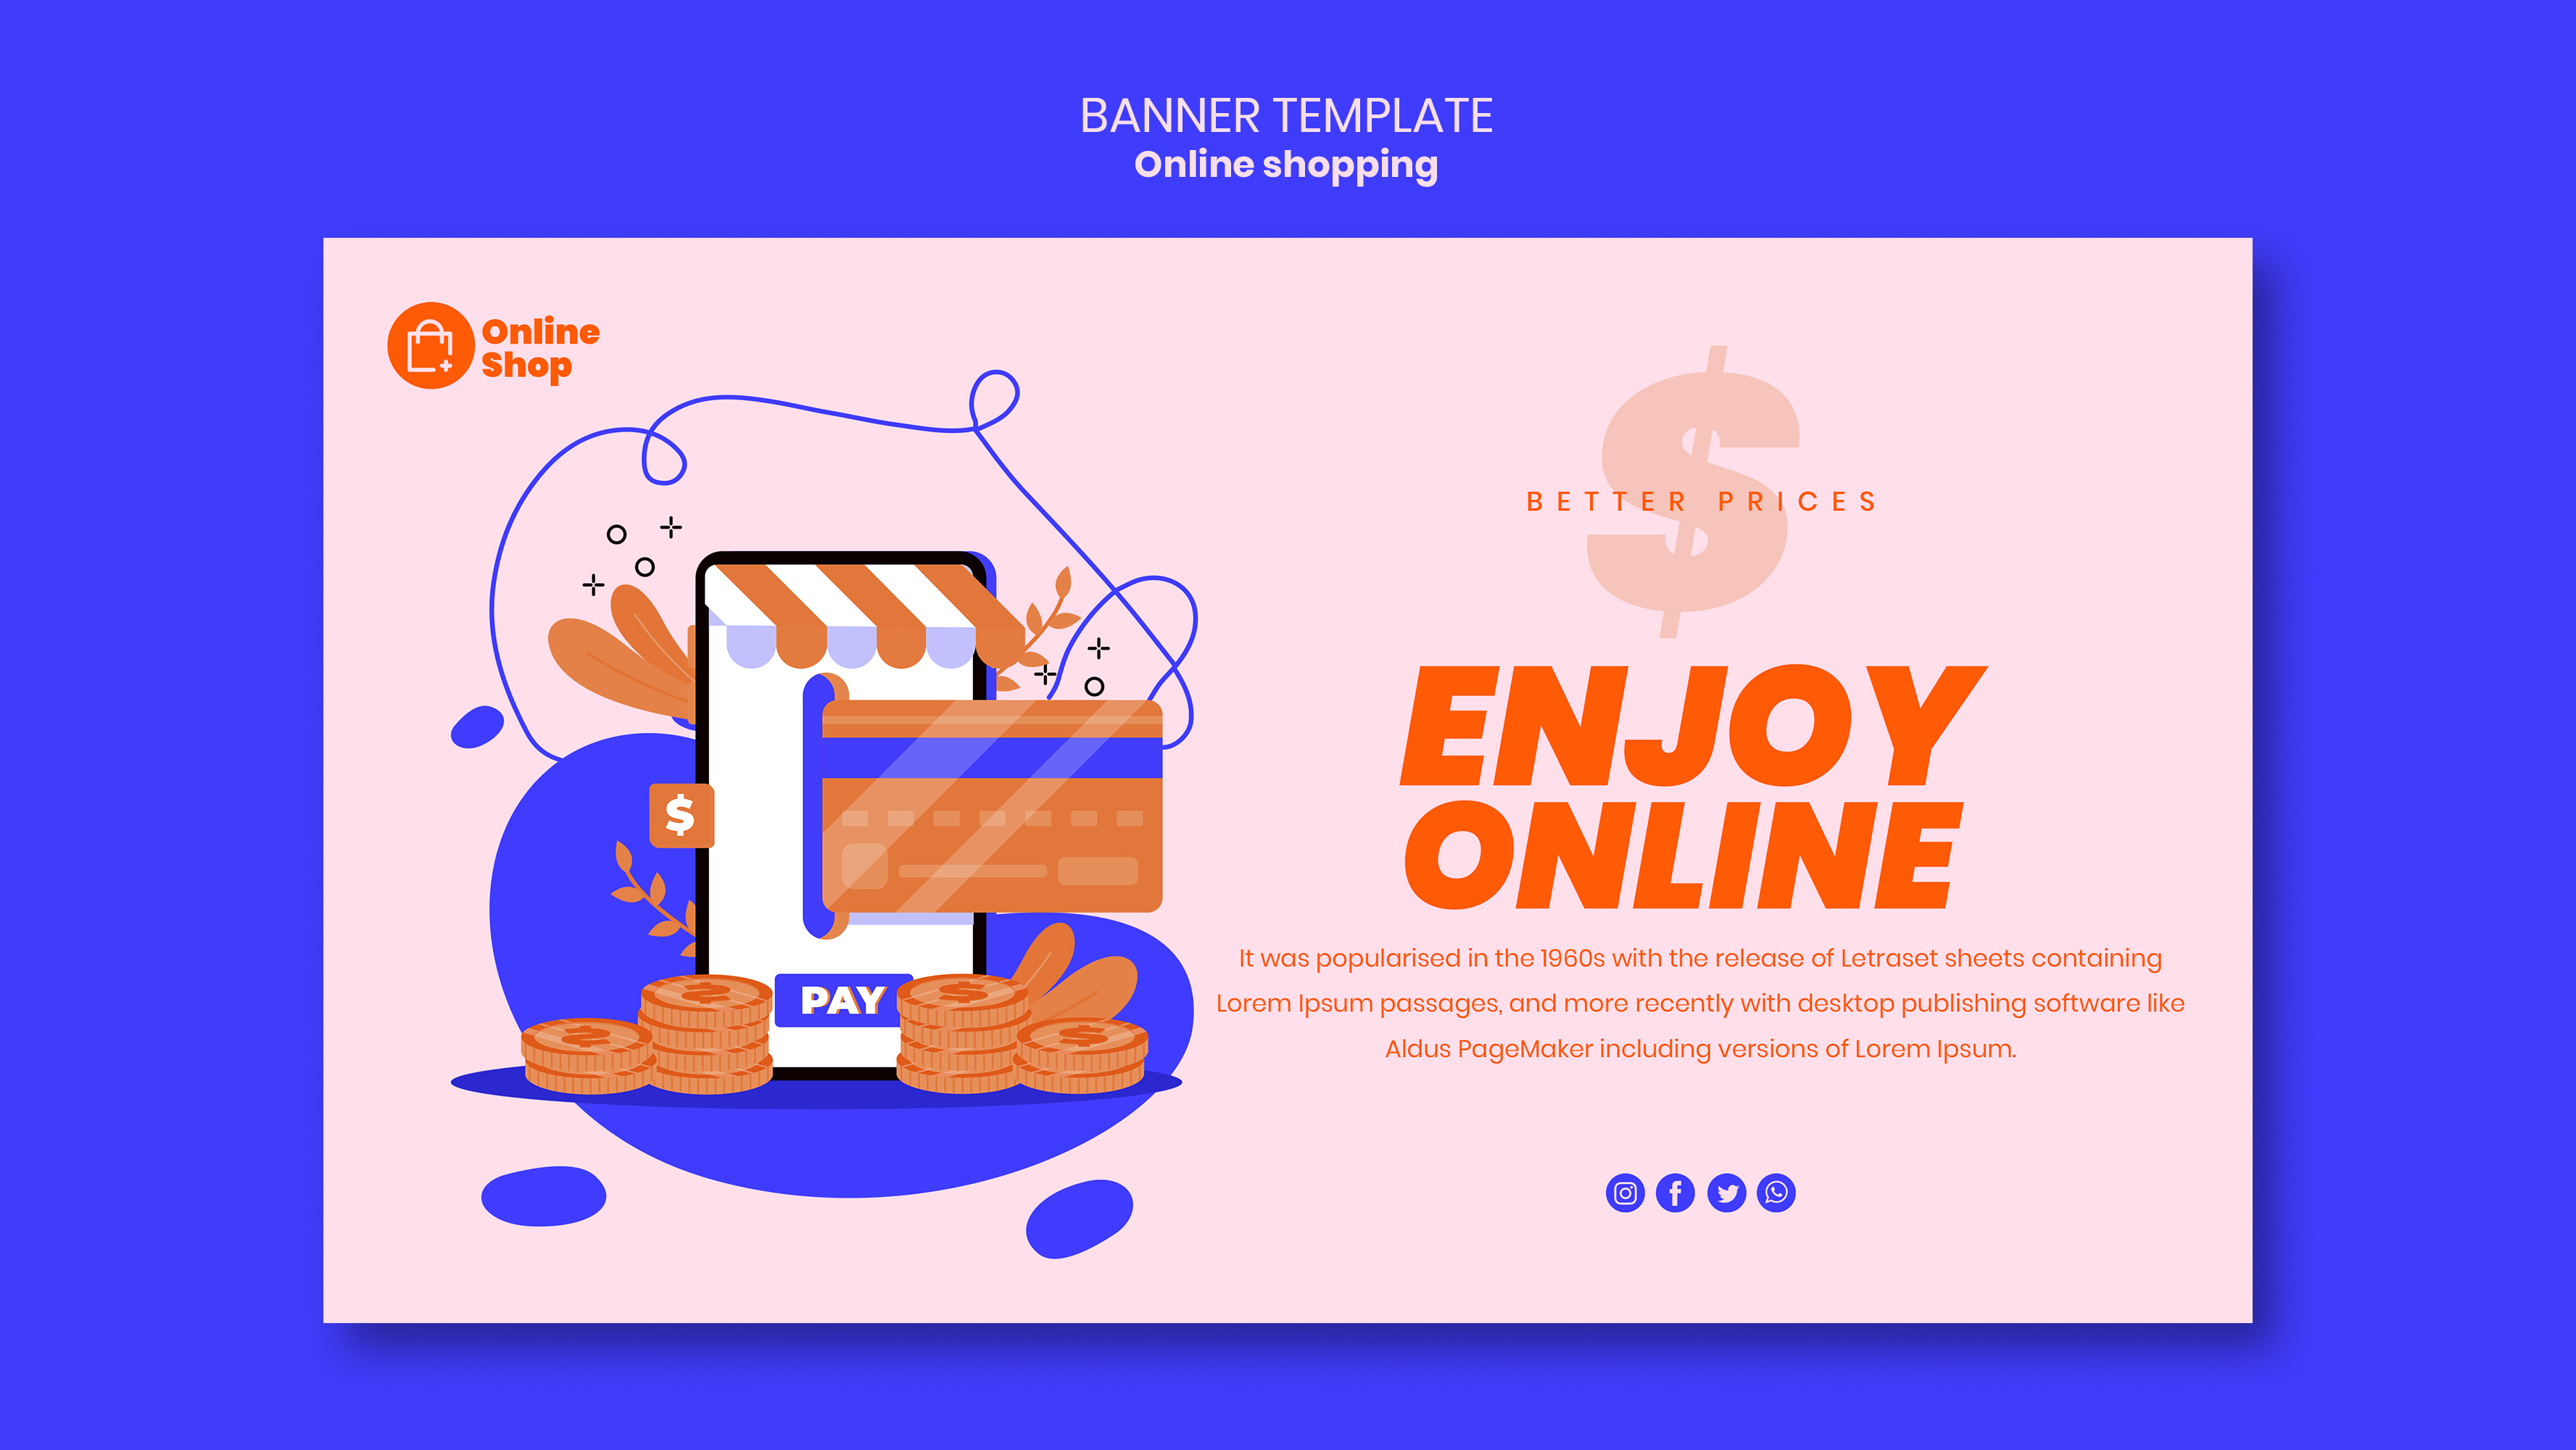 BANNER TEMPLATE
Online shopping
Online
Shop
$
BETTER PRICES
ENJOY
ONLINE
It was popularised in the 1960s with the release of Letraset sheets containing
Lorem Ipsum passages, and more recently with desktop publishing software like
Aldus PageMaker including versions of Lorem Ipsum.
$
PAY
$
$
$
$